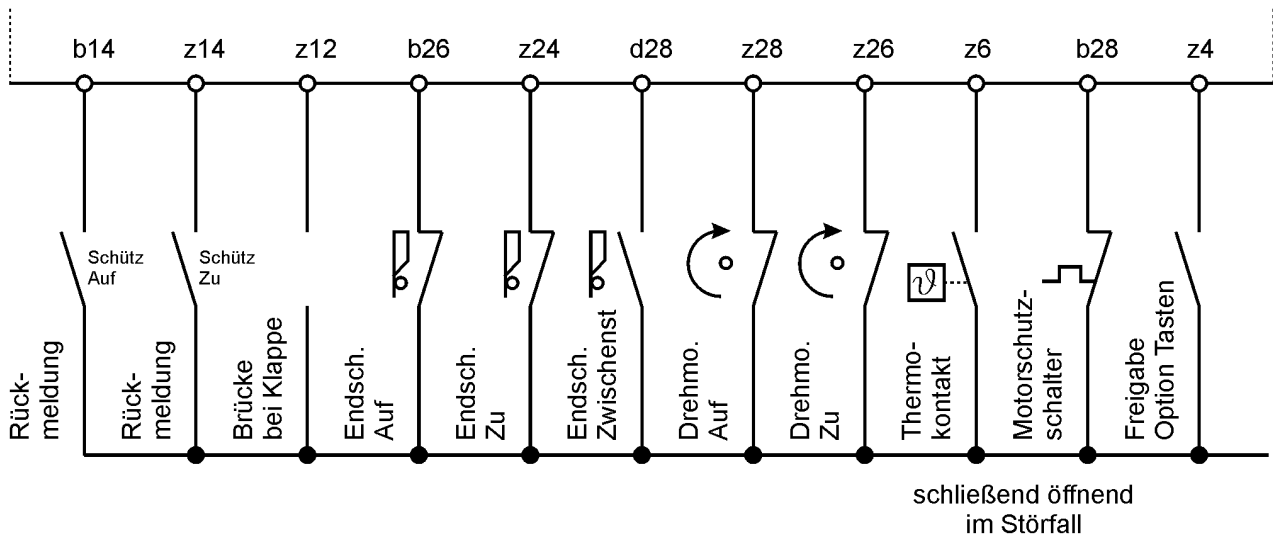 b14 z14 z12 b26 z24 d28 z28 z26 z6 b28 z4
Schütz
Auf
Schütz
Zu
ϑ
Rück-
meldung
Rück-
meldung
Brücke
bei Klappe
Endsch.
Auf
Endsch.
Zu
Endsch.
Zwischenst
Drehmo.
Auf
Drehmo.
Zu
Thermo-
kontakt
Motorschutz-
schalter
Freigabe
Option Tasten
schließend öffnend
im Störfall